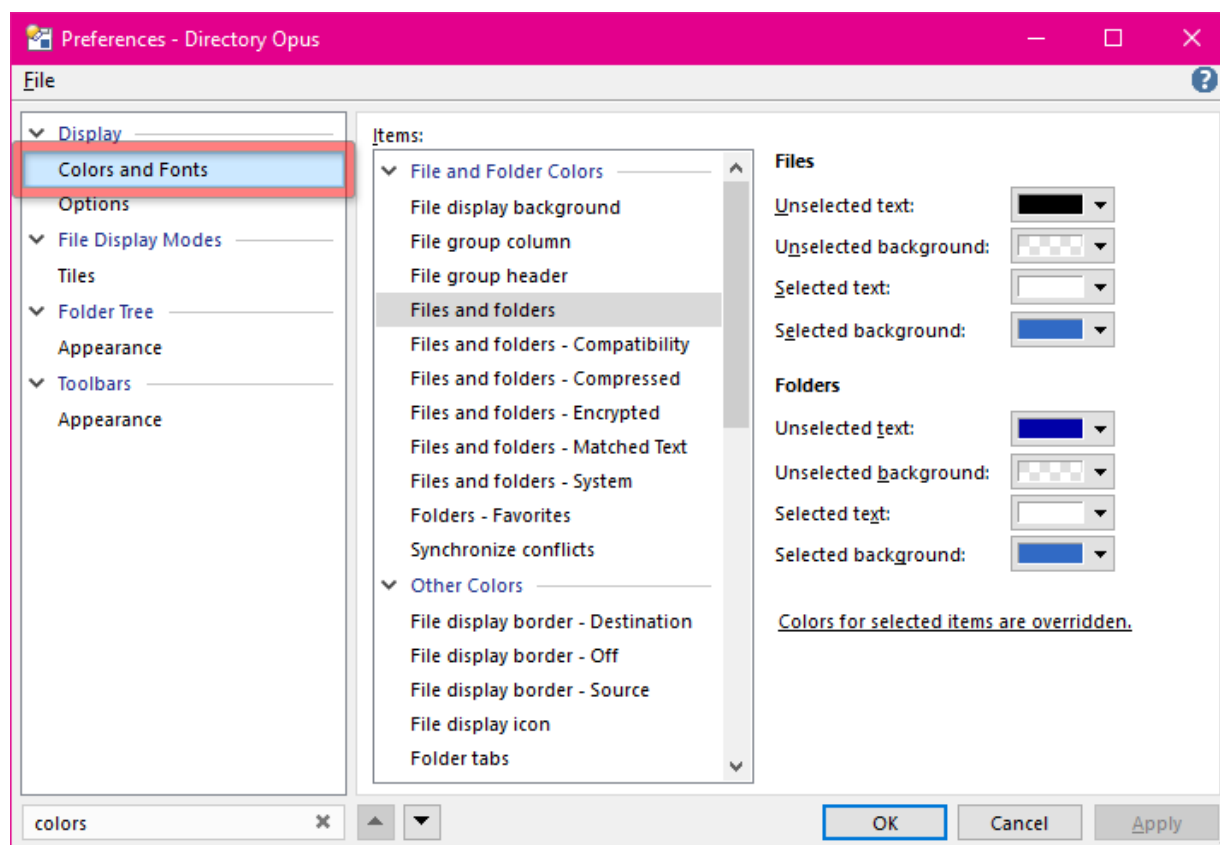 Preferences - Directory Opus
File
Display
Colors and Fonts
Options
File Display Modes
Tiles
Folder Tree
Appearance
Toolbars
Appearance
Items:
File and Folder Colors
File display background
File group column
File group header
Files and folders
Files and folders - Compatibility
Files and folders - Compressed
Files and folders - Encrypted
Files and folders - Matched Text
Files and folders - System
Folders - Favorites
Synchronize conflicts
Other Colors
File display border - Destination
File display border - Off
File display border - Source
File display icon
Folder tabs
Files
Unselected text:
Unselected background:
Selected text:
Selected background:
Folders
Unselected text:
Unselected background:
Selected text:
Selected background:
Colors for selected items are overridden.
colors
OK
Cancel
Apply